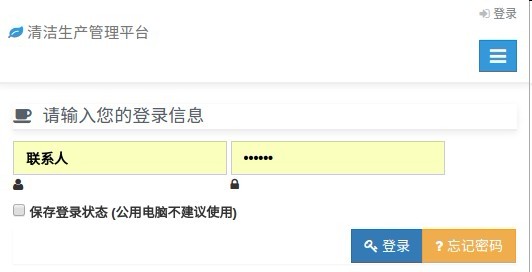 登录
清洁生产管理平台
请输入您的登录信息
联系人 ••••••
保存登录状态 (公用电脑不建议使用)
登录 ? 忘记密码